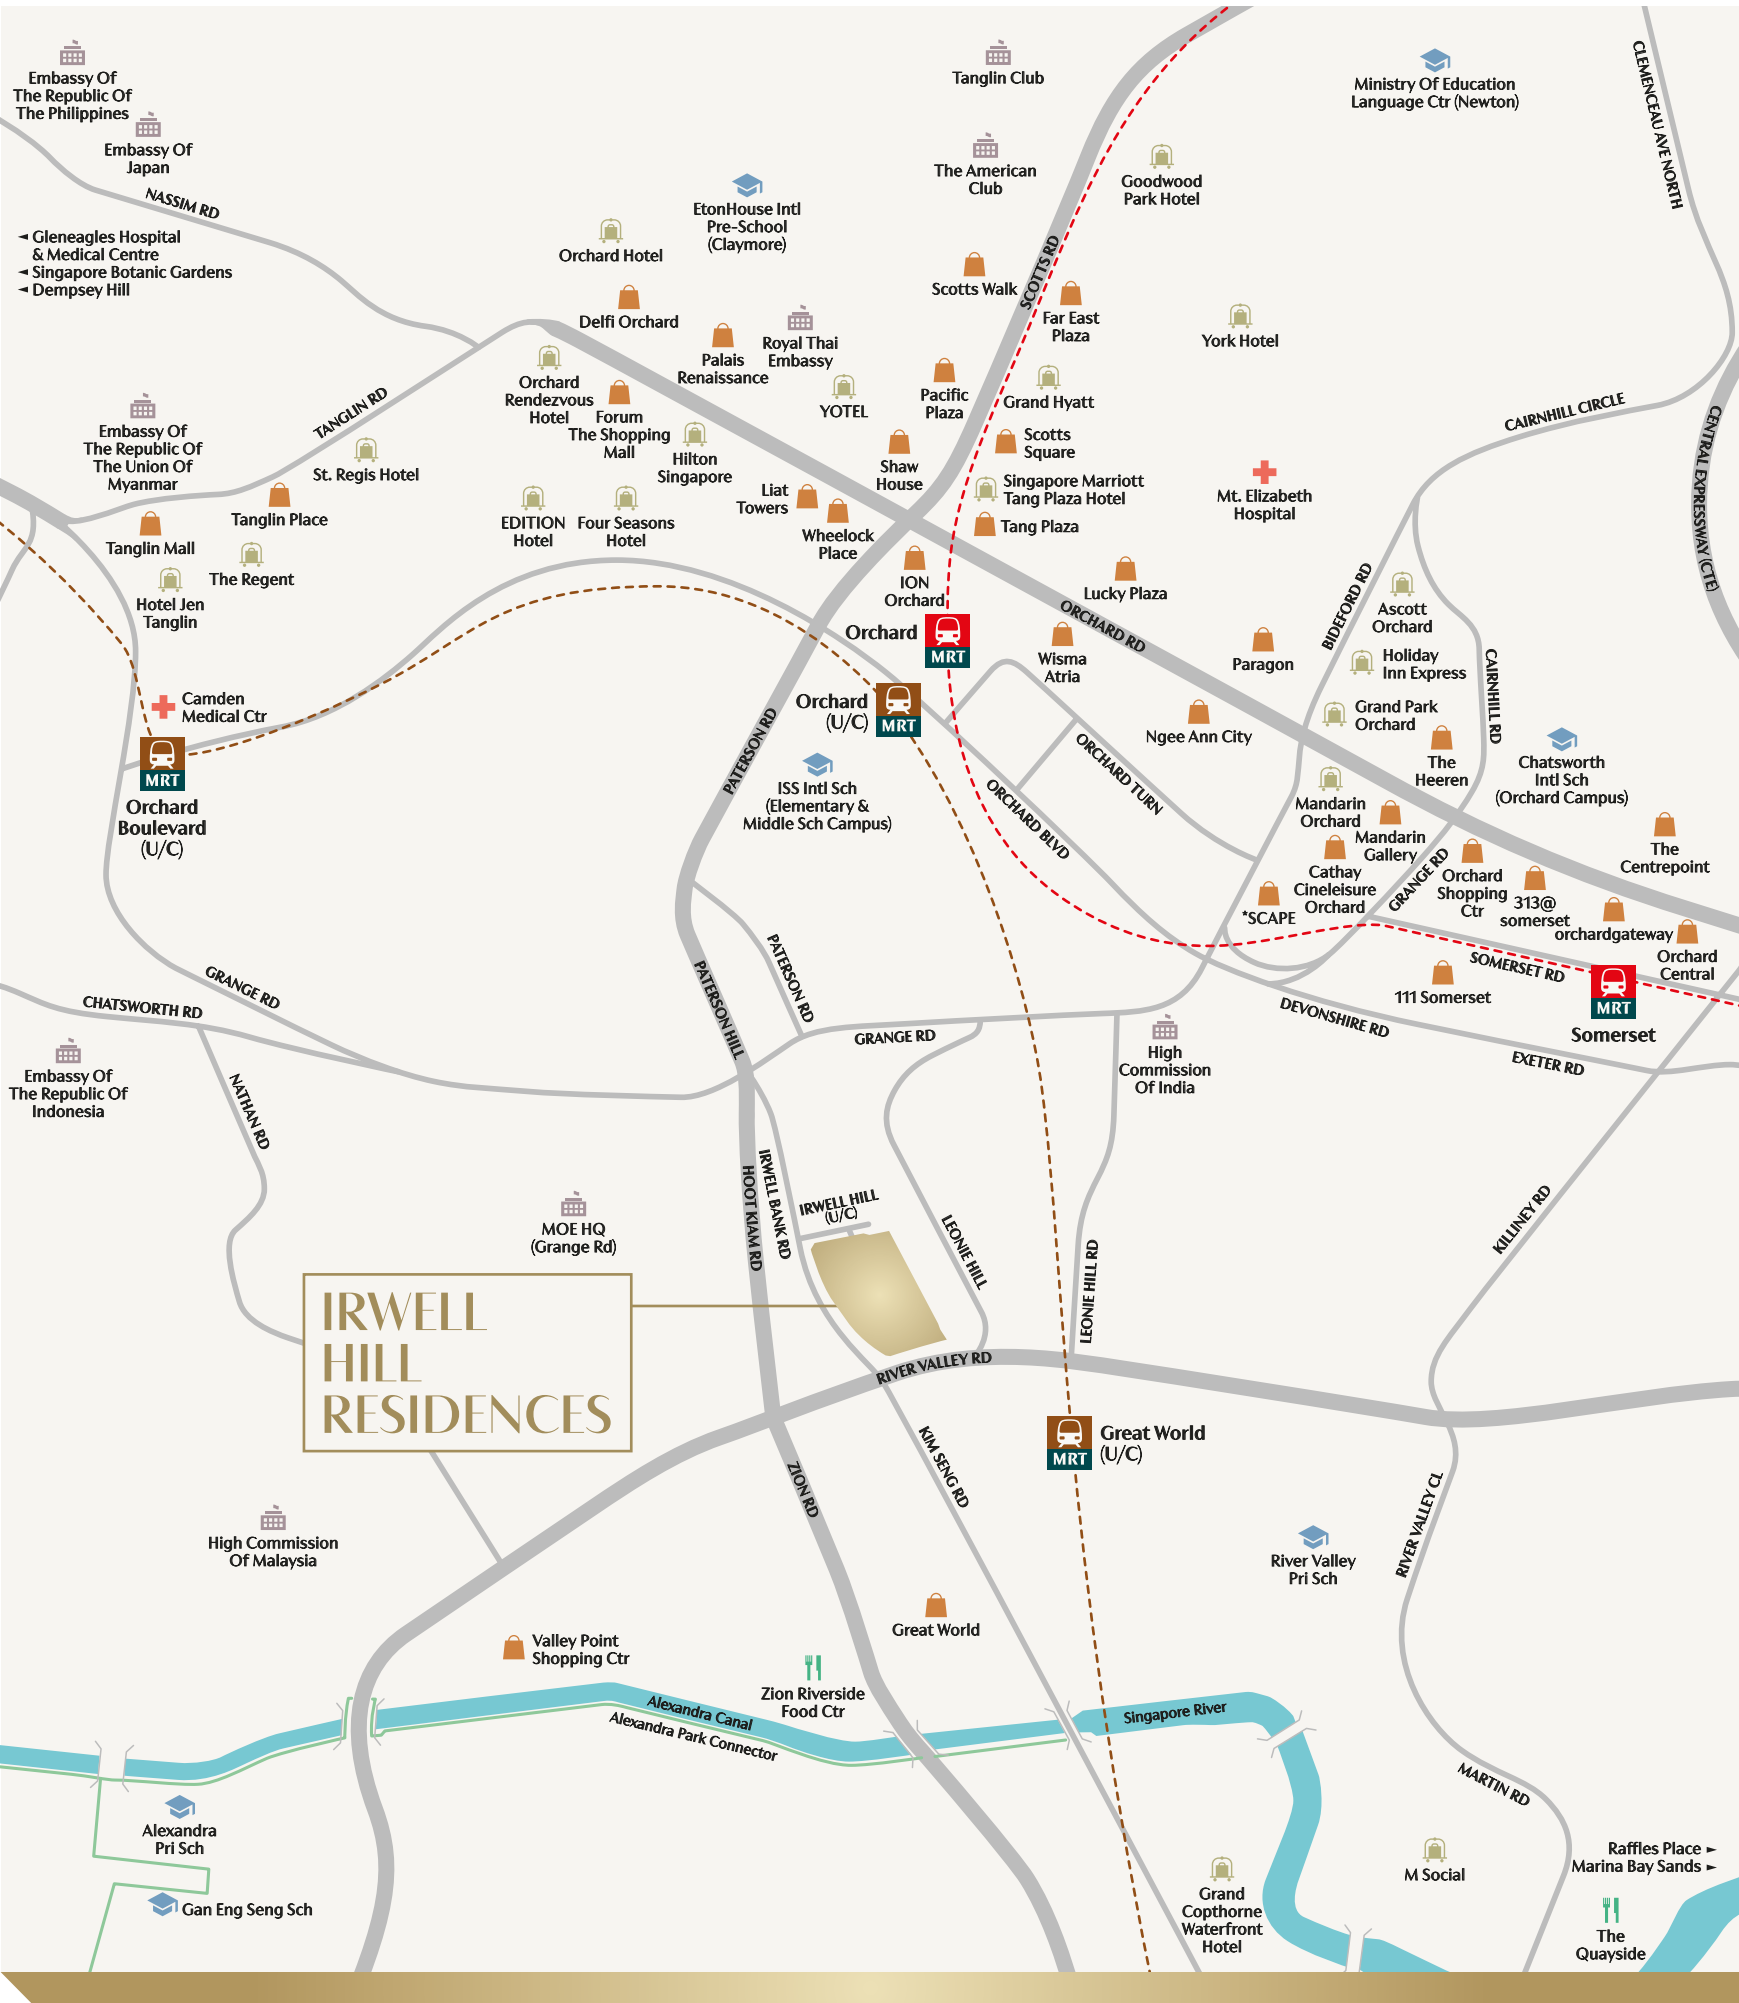 Embassy Of
The Republic Of
The Philippines
Embassy Of
Japan
NASSIM RD
◄ Gleneagles Hospital
& Medical Centre
◄ Singapore Botanic Gardens
◄ Dempsey Hill
Tanglin Club
The American
Club
Ministry Of Education
Language Ctr (Newton)
CLEMENCEAU AVE NORTH
Goodwood
Park Hotel
EtonHouse Intl
Pre-School
(Claymore)
Orchard Hotel
Delfi Orchard
Scotts Walk
SCOTTS RD
Far East
Plaza
York Hotel
Palais
Renaissance
Royal Thai
Embassy
YOTEL
Pacific
Plaza
Grand Hyatt
Orchard
Rendezvous
Hotel
Forum
The Shopping
Mall
Hilton
Singapore
TANGLIN RD
Embassy Of
The Republic Of
The Union Of
Myanmar
St. Regis Hotel
Tanglin Place
Tanglin Mall
The Regent
Hotel Jen
Tanglin
EDITION
Hotel
Four Seasons
Hotel
Liat
Towers
Wheelock
Place
Shaw
House
Scotts
Square
Singapore Marriott
Tang Plaza Hotel
Tang Plaza
Mt. Elizabeth
Hospital
CAIRNHILL CIRCLE
CENTRAL EXPRESSWAY (CTE)
ION
Orchard
Lucky Plaza
ORCHARD RD
BIDEFORD RD
Ascott
Orchard
Orchard
MRT
Wisma
Atria
Paragon
Holiday
Inn Express
CAIRNHILL RD
Camden
Medical Ctr
MRT
Orchard
Boulevard
(U/C)
Orchard
(U/C)
MRT
PATERSON RD
ISS Intl Sch
(Elementary &
Middle Sch Campus)
Ngee Ann City
ORCHARD TURN
ORCHARD BLVD
Grand Park
Orchard
The
Heeren
Chatsworth
Intl Sch
(Orchard Campus)
Mandarin
Orchard
Mandarin
Gallery
Cathay
Cineleisure
Orchard
*SCAPE
GRANGE RD
Orchard
Shopping
Ctr
313@
somerset
The
Centrepoint
orchardgateway
Orchard
Central
111 Somerset
SOMERSET RD
MRT
Somerset
GRANGE RD
CHATSWORTH RD
PATERSON HILL
PATERSON RD
GRANGE RD
DEVONSHIRE RD
EXETER RD
High
Commission
Of India
Embassy Of
The Republic Of
Indonesia
NATHAN RD
MOE HQ
(Grange Rd)
HOOT KIAM RD
IRWELL BANK RD
IRWELL HILL
(U/C)
LEONIE HILL
LEONIE HILL RD
KILLINEY RD
IRWELL
HILL
RESIDENCES
RIVER VALLEY RD
MRT
Great World
(U/C)
KIM SENG RD
ZION RD
RIVER VALLEY CL
High Commission
Of Malaysia
River Valley
Pri Sch
Great World
Valley Point
Shopping Ctr
Zion Riverside
Food Ctr
Alexandra Canal
Alexandra Park Connector
Singapore River
MARTIN RD
Alexandra
Pri Sch
Gan Eng Seng Sch
Grand
Copthorne
Waterfront
Hotel
M Social
Raffles Place ►
Marina Bay Sands ►
The
Quayside